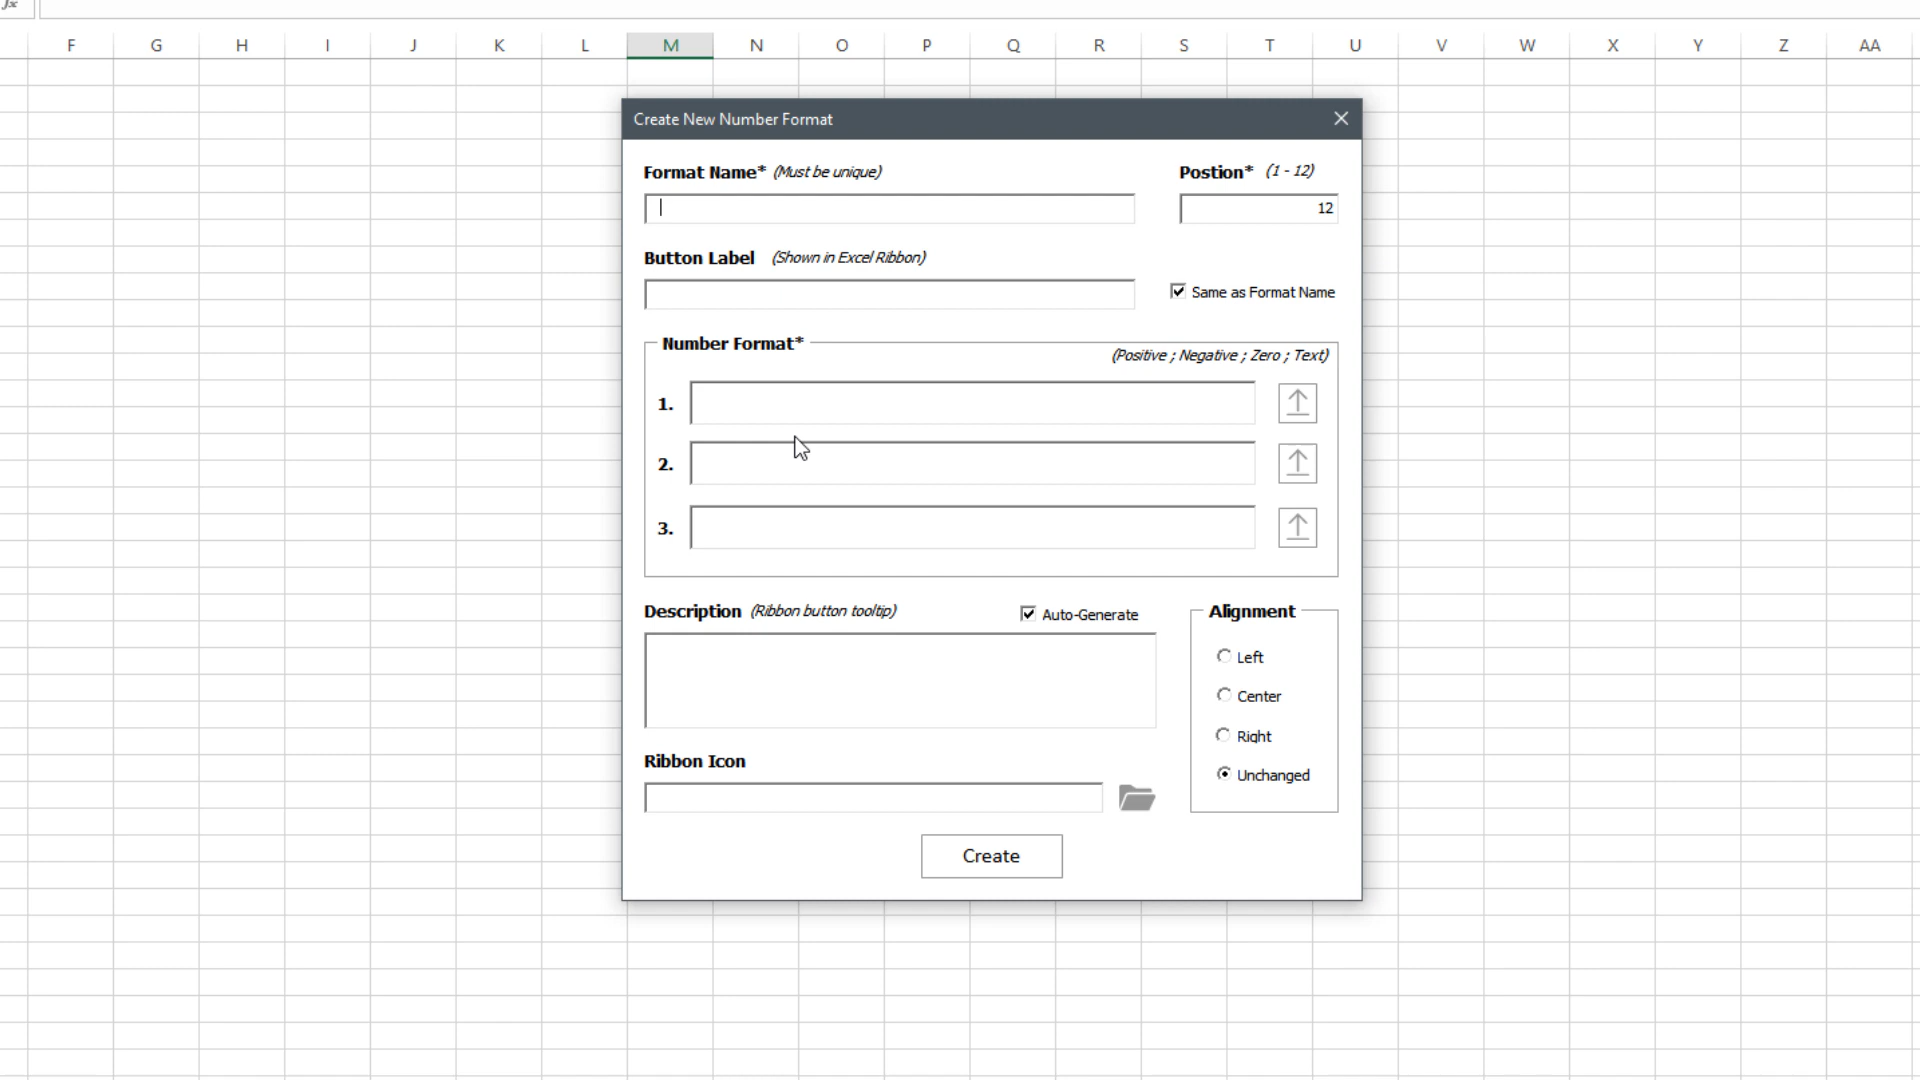 fx
F G H I J K L M N O P Q R S T U V W X Y Z AA
Create New Number Format
Format Name* (Must be unique) Postion* (1 - 12)
12
Button Label (Shown in Excel Ribbon)
Same as Format Name
Number Format*
(Positive ; Negative ; Zero ; Text)
1.
2.
3.
Description (Ribbon button tooltip) Auto-Generate Alignment
Left
Center
Right
Unchanged
Ribbon Icon
Create